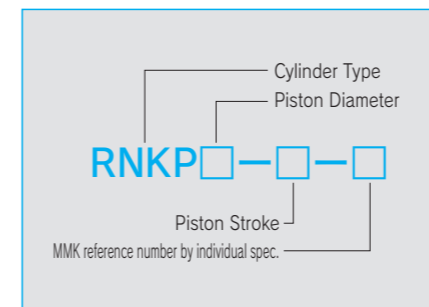 Cylinder Type
Piston Diameter
RNKP□－□－□
Piston Stroke
MMK reference number by individual spec.